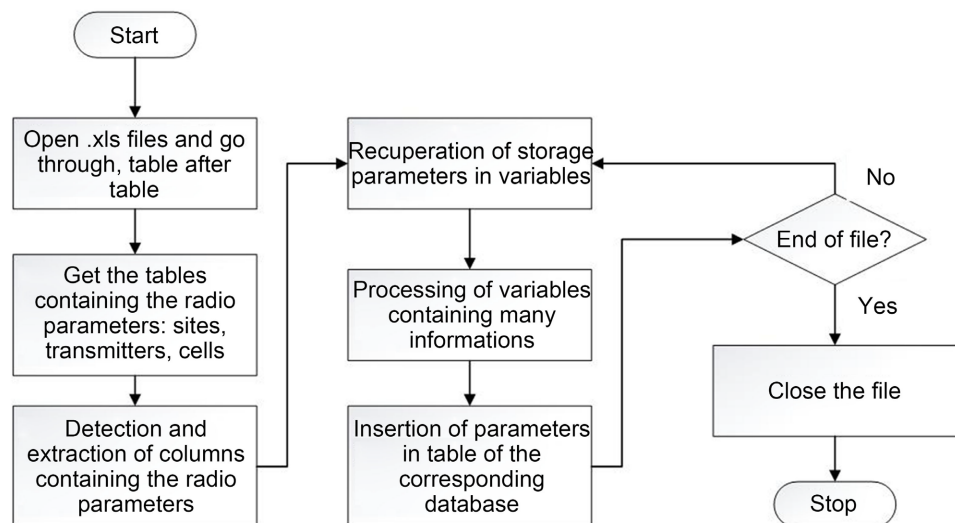 Start
Open .xls files and go
through, table after
table
Get the tables
containing the radio
parameters: sites,
transmitters, cells
Detection and
extraction of columns
containing the radio
parameters
Recuperation of storage
parameters in variables
Processing of variables
containing many
informations
Insertion of parameters
in table of the
corresponding
database
No
End of file?
Yes
Close the file
Stop